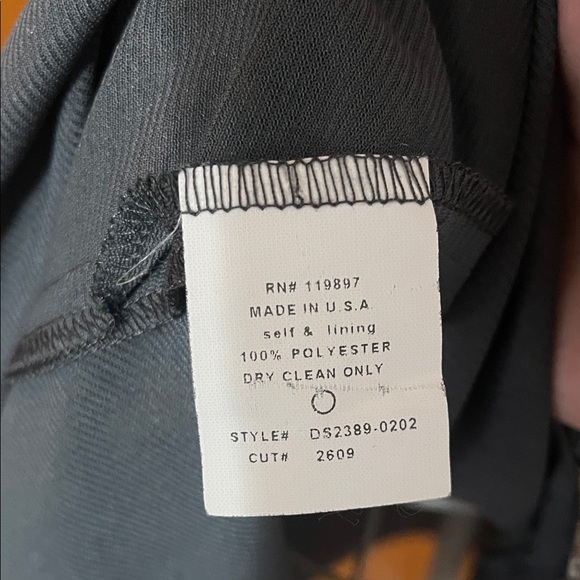 RN# 119897
MADE IN U.S.A.
self & lining
100% POLYESTER
DRY CLEAN ONLY
STYLE# DS2389-0202
CUT# 2609